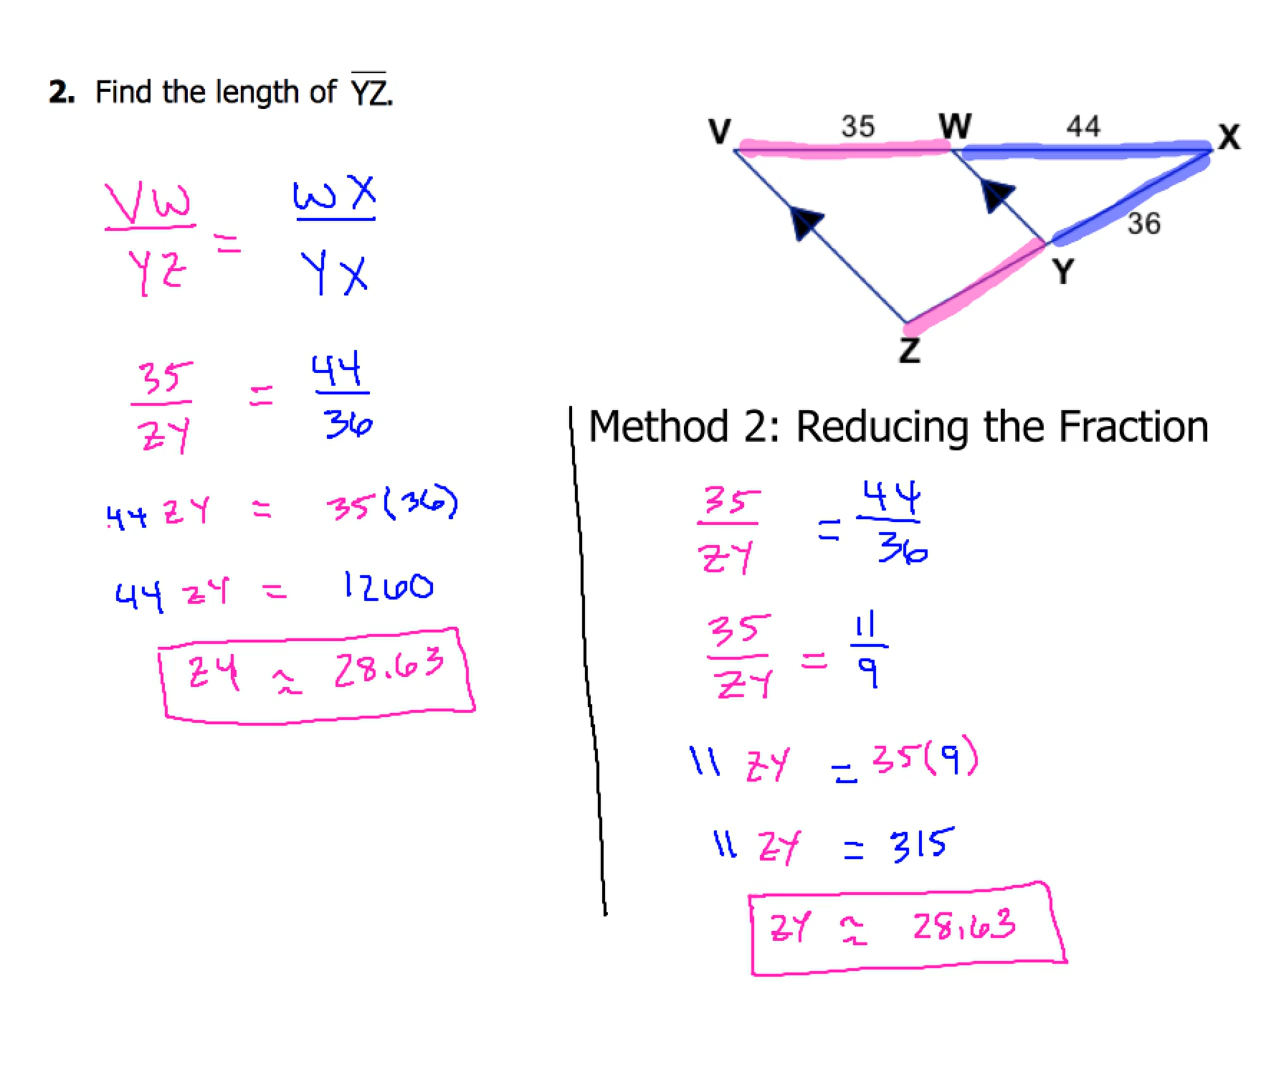 2. Find the length of YZ.
V 35 W 44 X
36
Y
Z
VW/YZ = WX/YX
35/ZY = 44/36
44 ZY = 35(36)
44 ZY = 1260
ZY ≈ 28.63
Method 2: Reducing the Fraction
35/ZY = 44/36
35/ZY = 11/9
11 ZY = 35(9)
11 ZY = 315
ZY ≈ 28.63